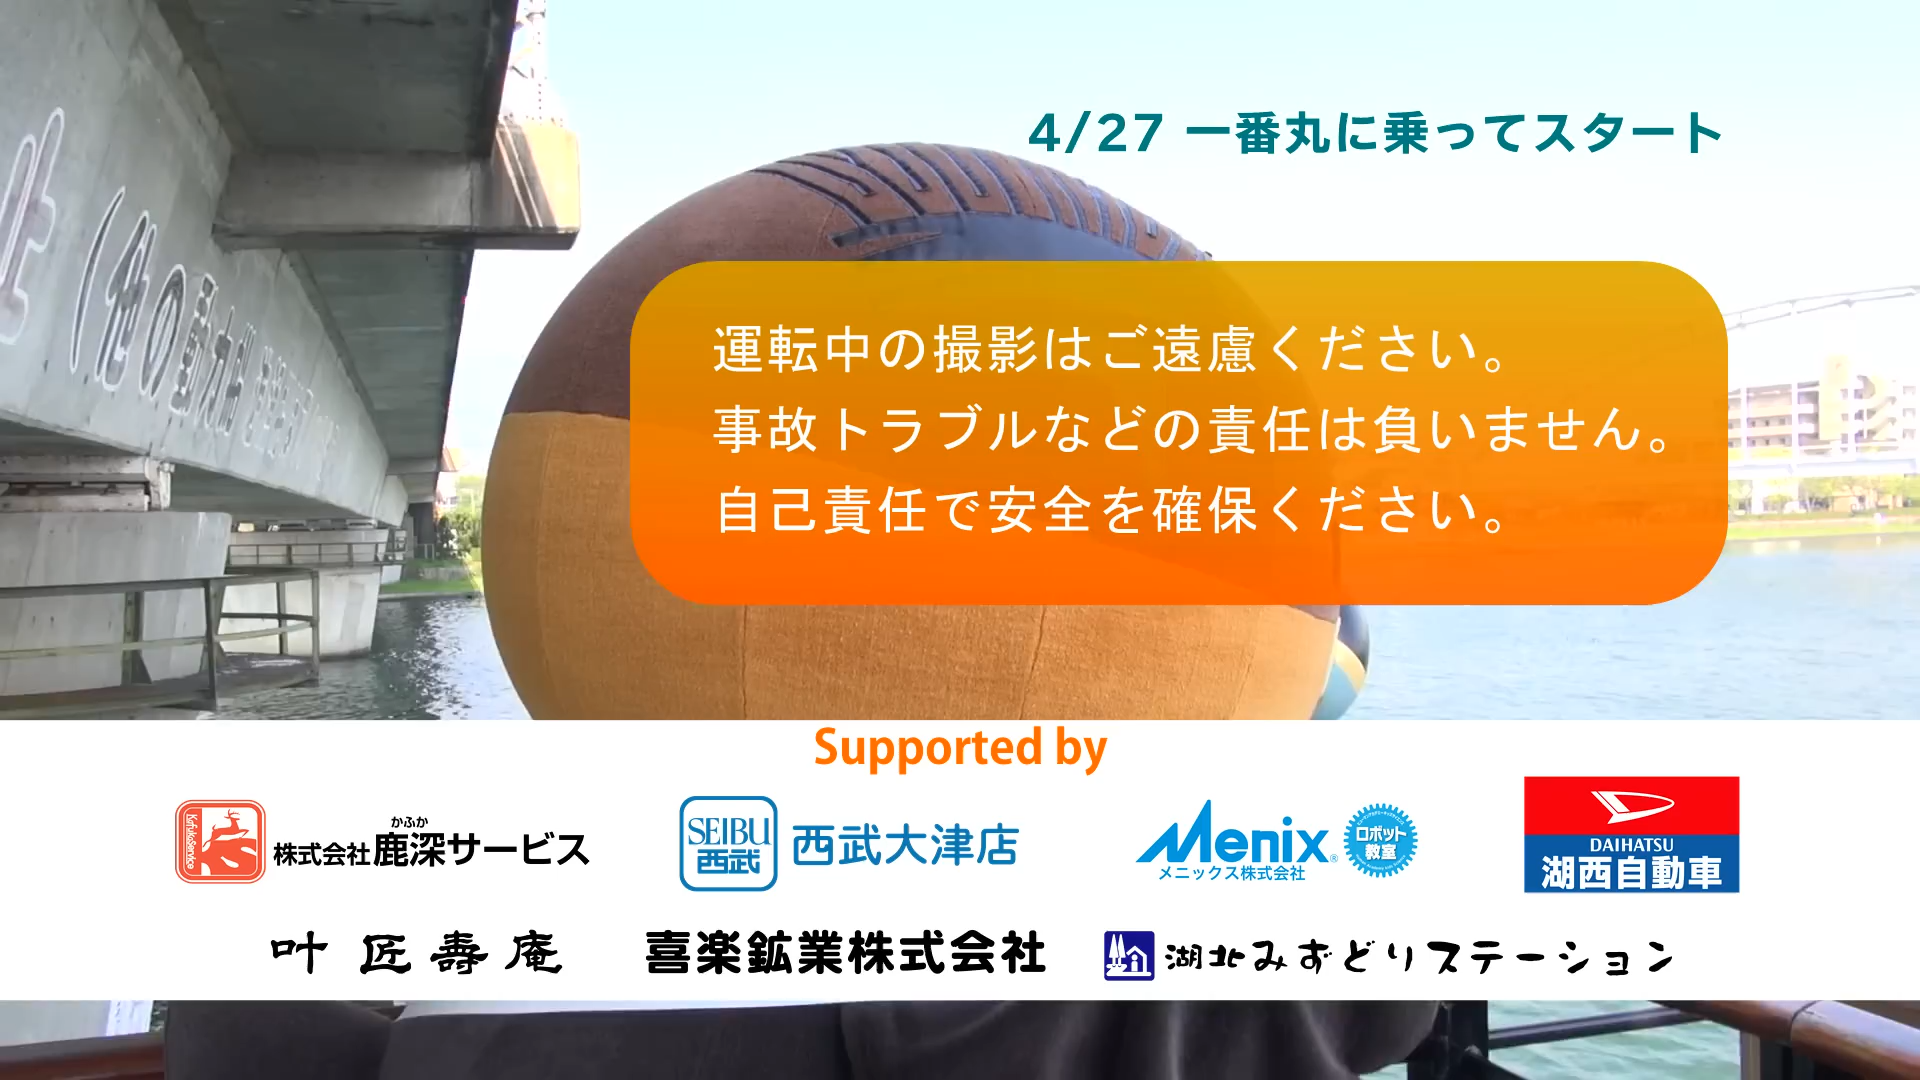 4/27 一番丸に乗ってスタート
(他の動力船
運転中の撮影はご遠慮ください。
事故トラブルなどの責任は負いません。
自己責任で安全を確保ください。
Supported by
KafukaService
かふか
株式会社鹿深サービス
SEIBU
西武
西武大津店
Menix®
メニックス株式会社
ロボット
教室
DAIHATSU
湖西自動車
叶 匠壽庵
喜楽鉱業株式会社
湖北みずどりステーション